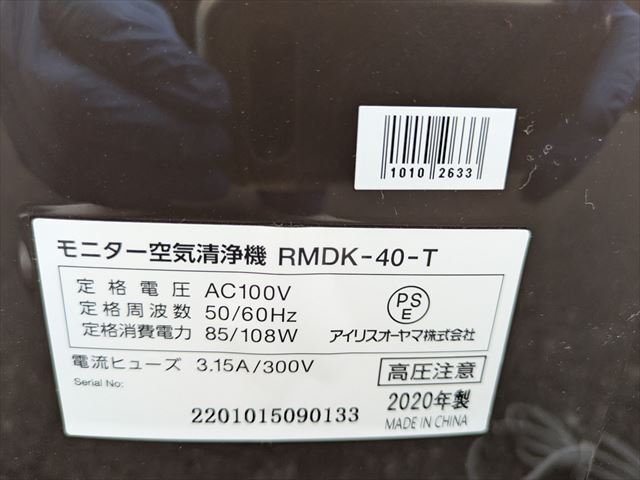 1010 2633
モニター空気清浄機 RMDK-40-T
定格電圧 AC100V
定格周波数 50/60Hz
定格消費電力 85/108W
PS
E
アイリスオーヤマ株式会社
電流ヒューズ 3.15A/300V
高圧注意
Serial No:
2201015090133
2020年製
MADE IN CHINA